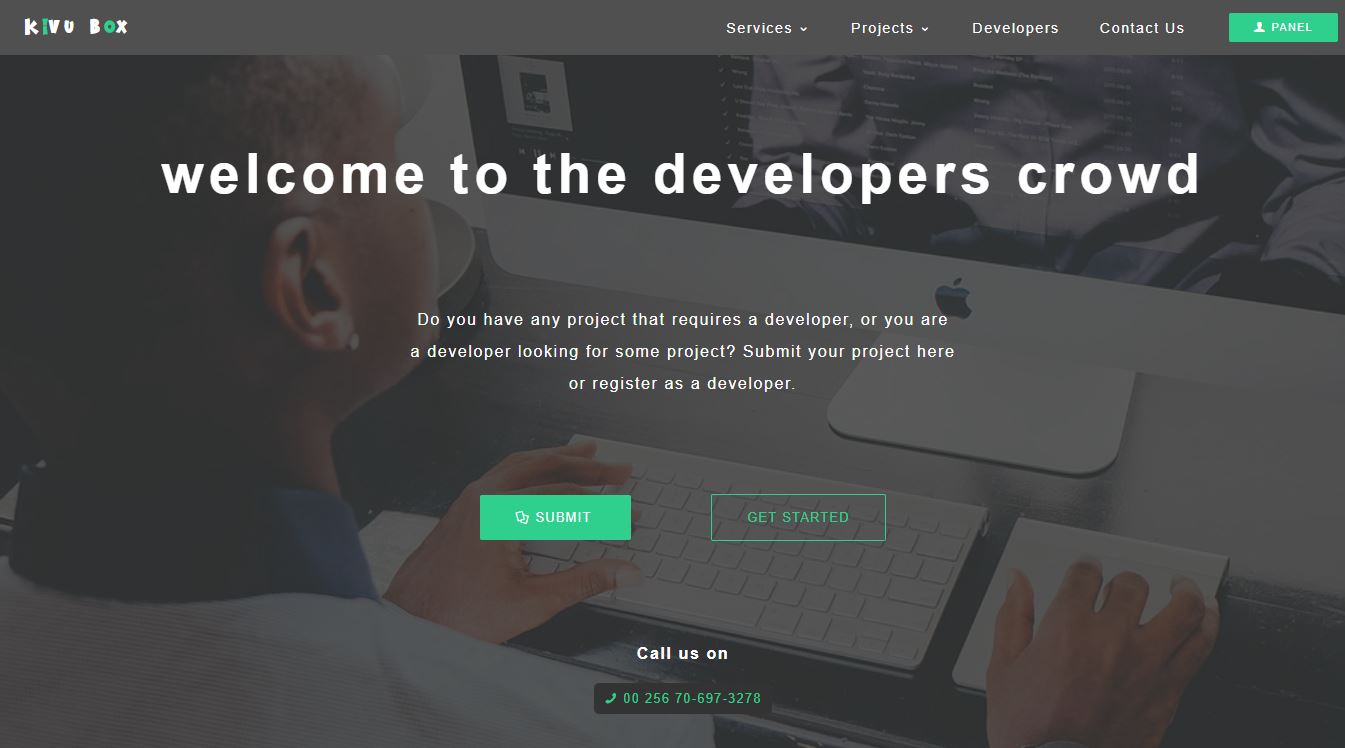 KIVU BOX
Services
Projects
Developers
Contact Us
PANEL
welcome to the developers crowd
Do you have any project that requires a developer, or you are
a developer looking for some project? Submit your project here
or register as a developer.
SUBMIT
GET STARTED
Call us on
00 256 70-697-3278